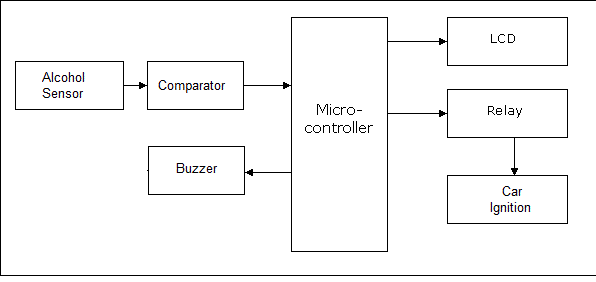 LCD
Alcohol
Sensor
Comparator
Micro-
controller
Relay
Buzzer
Car
Ignition